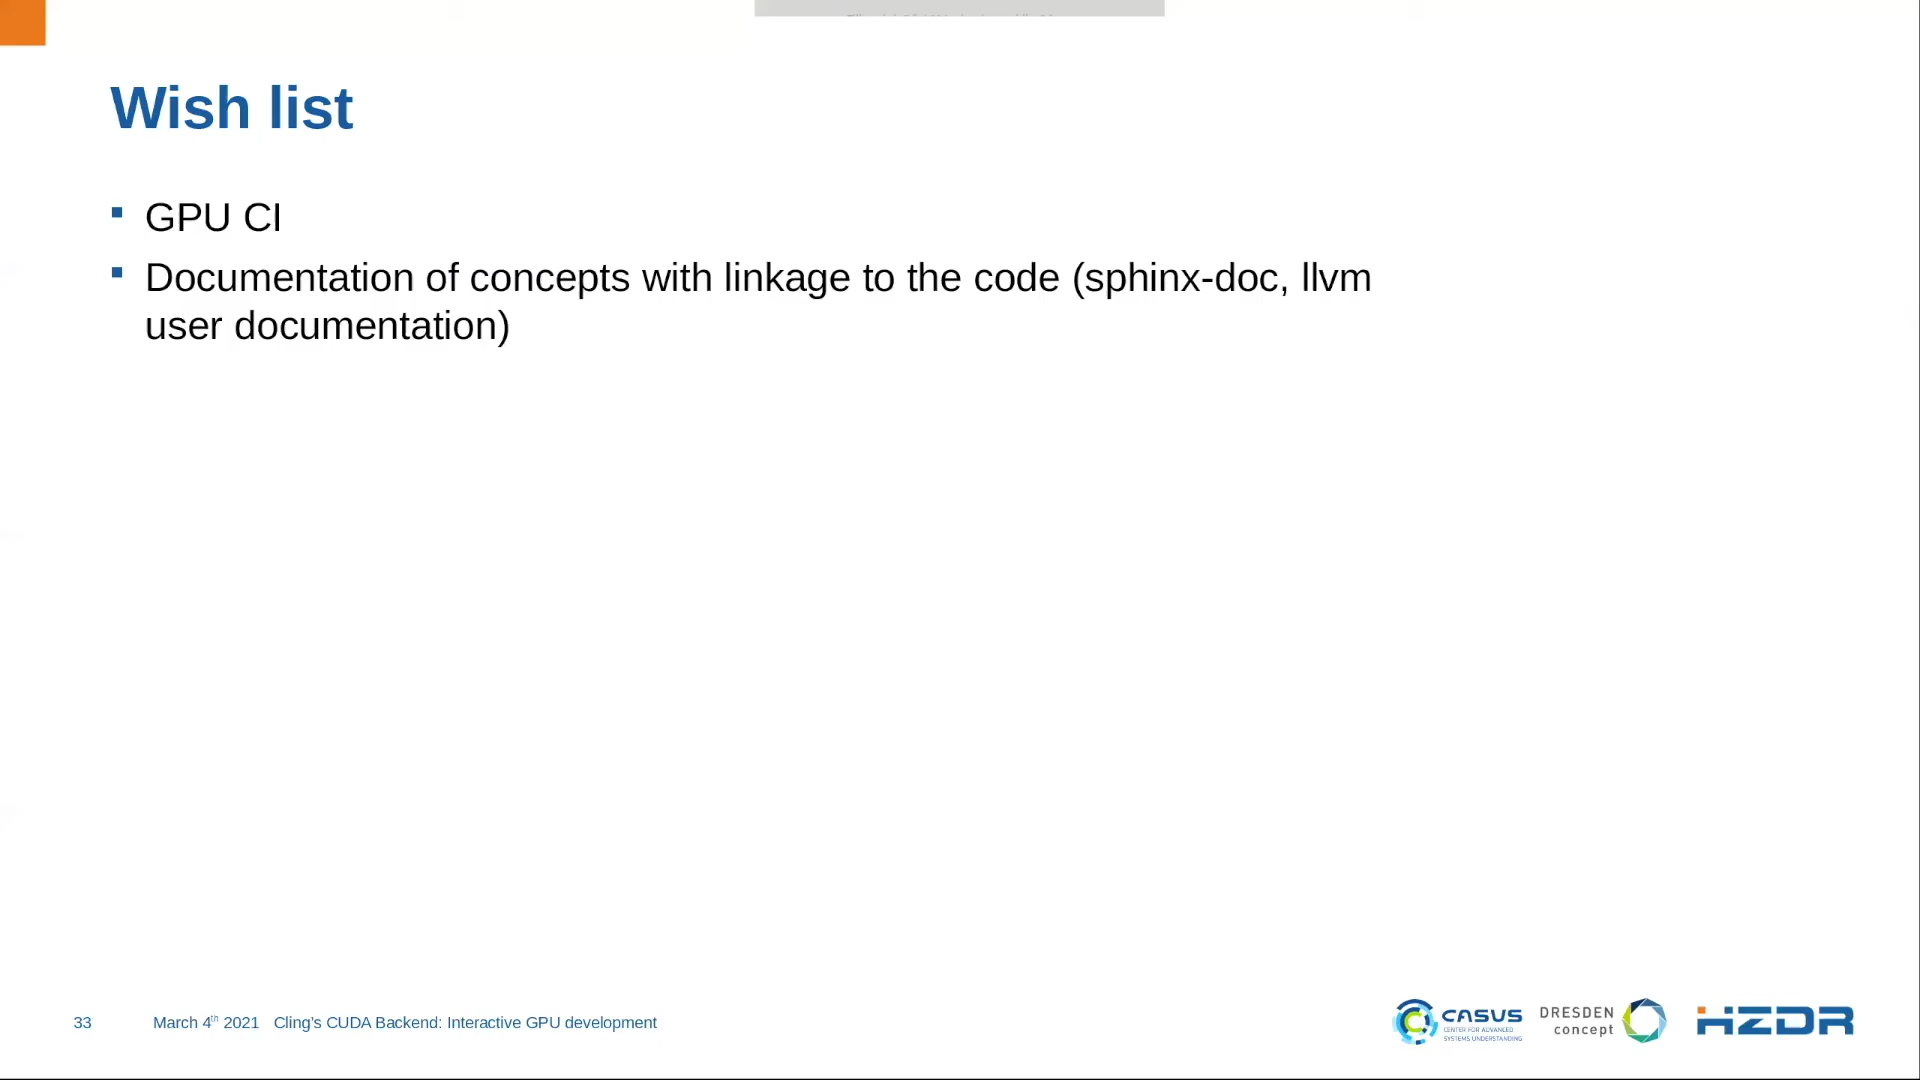 Wish list
GPU CI
Documentation of concepts with linkage to the code (sphinx-doc, llvm
user documentation)
33 March 4th 2021 Cling's CUDA Backend: Interactive GPU development
CASUS
CENTER FOR ADVANCED
SYSTEMS UNDERSTANDING
DRESDEN
concept
HZDR